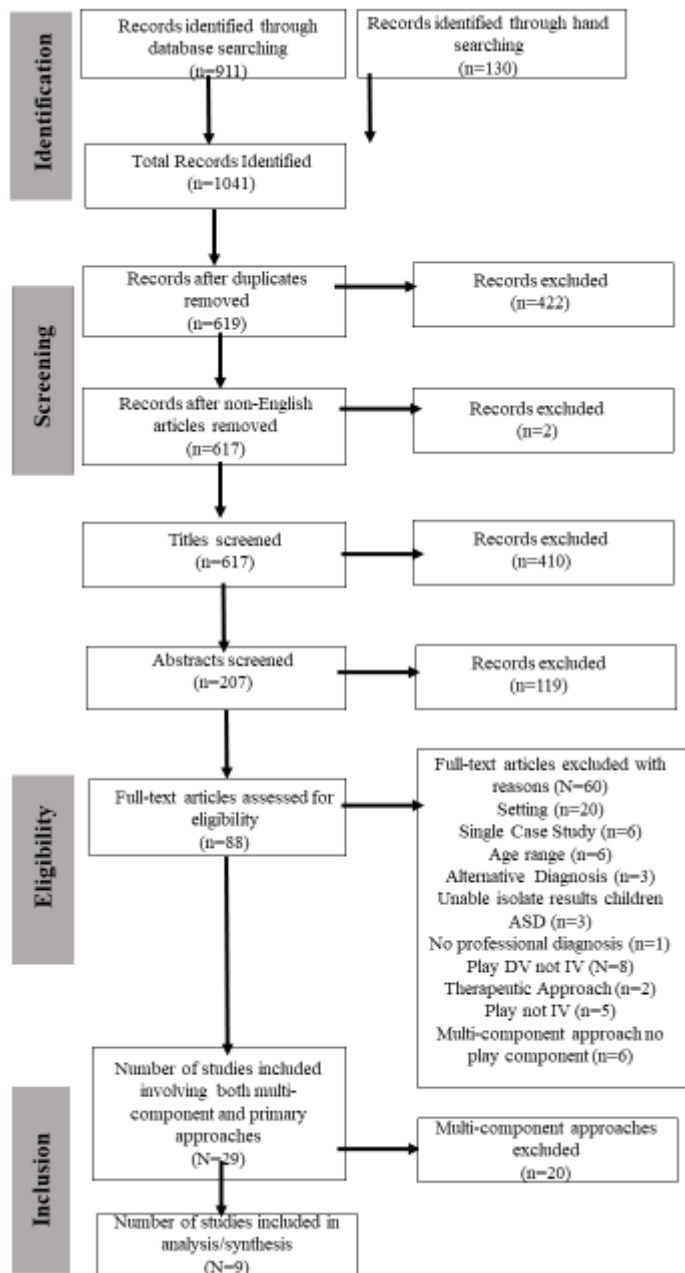 Identification
Records identified through
database searching
(n=911)
Records identified through hand
searching
(n=130)
Total Records Identified
(n=1041)
Screening
Records after duplicates
removed
(n=619)
Records excluded
(n=422)
Records after non-English
articles removed
(n=617)
Records excluded
(n=2)
Titles screened
(n=617)
Records excluded
(n=410)
Abstracts screened
(n=207)
Records excluded
(n=119)
Eligibility
Full-text articles assessed for
eligibility
(n=88)
Full-text articles excluded with
reasons (N=60)
Setting (n=20)
Single Case Study (n=6)
Age range (n=6)
Alternative Diagnosis (n=3)
Unable isolate results children
ASD (n=3)
No professional diagnosis (n=1)
Play DV not IV (N=8)
Therapeutic Approach (n=2)
Play not IV (n=5)
Multi-component approach no
play component (n=6)
Inclusion
Number of studies included
involving both multi-
component and primary
approaches
(N=29)
Multi-component approaches
excluded
(n=20)
Number of studies included in
analysis/synthesis
(N=9)